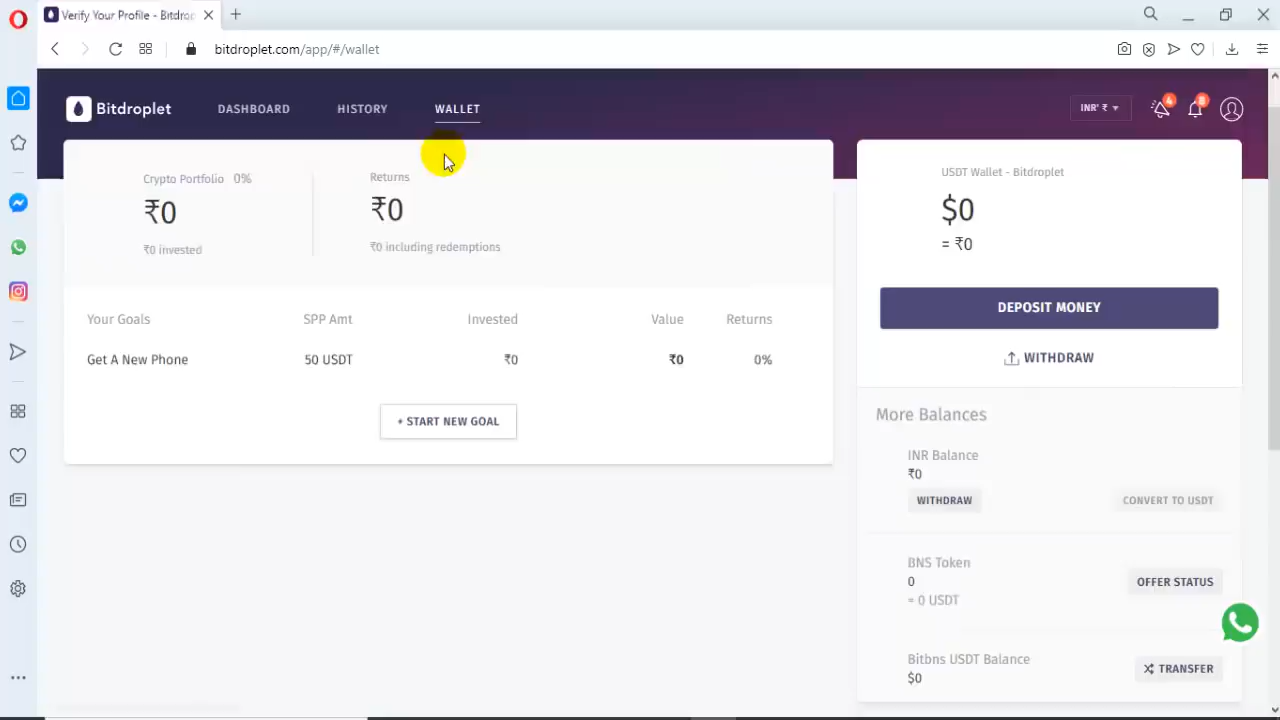 Verify Your Profile - Bitdrop
bitdroplet.com/app/#/wallet
Bitdroplet
DASHBOARD
HISTORY
WALLET
INR* ₹
4
8
Crypto Portfolio 0%
₹0
₹0 invested
Returns
₹0
₹0 including redemptions
Your Goals SPP Amt Invested Value Returns
Get A New Phone 50 USDT ₹0 ₹0 0%
+ START NEW GOAL
USDT Wallet - Bitdroplet
$0
= ₹0
DEPOSIT MONEY
WITHDRAW
More Balances
INR Balance
₹0
WITHDRAW
CONVERT TO USDT
BNS Token
0
= 0 USDT
OFFER STATUS
Bitbns USDT Balance
$0
TRANSFER